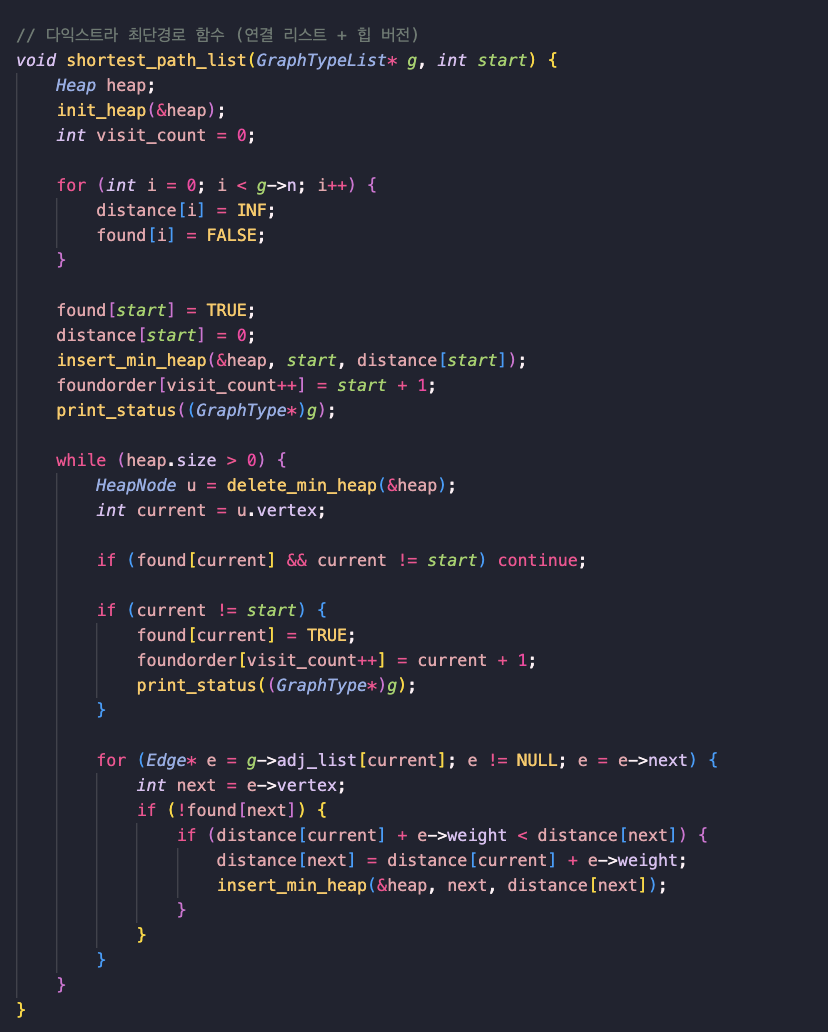 // 다익스트라 최단경로 함수 (연결 리스트 + 힙 버전)
void shortest_path_list(GraphTypeList* g, int start) {
    Heap heap;
    init_heap(&heap);
    int visit_count = 0;

    for (int i = 0; i < g->n; i++) {
        distance[i] = INF;
        found[i] = FALSE;
    }

    found[start] = TRUE;
    distance[start] = 0;
    insert_min_heap(&heap, start, distance[start]);
    foundorder[visit_count++] = start + 1;
    print_status((GraphType*)g);

    while (heap.size > 0) {
        HeapNode u = delete_min_heap(&heap);
        int current = u.vertex;

        if (found[current] && current != start) continue;

        if (current != start) {
            found[current] = TRUE;
            foundorder[visit_count++] = current + 1;
            print_status((GraphType*)g);
        }

        for (Edge* e = g->adj_list[current]; e != NULL; e = e->next) {
            int next = e->vertex;
            if (!found[next]) {
                if (distance[current] + e->weight < distance[next]) {
                    distance[next] = distance[current] + e->weight;
                    insert_min_heap(&heap, next, distance[next]);
                }
            }
        }
    }
}